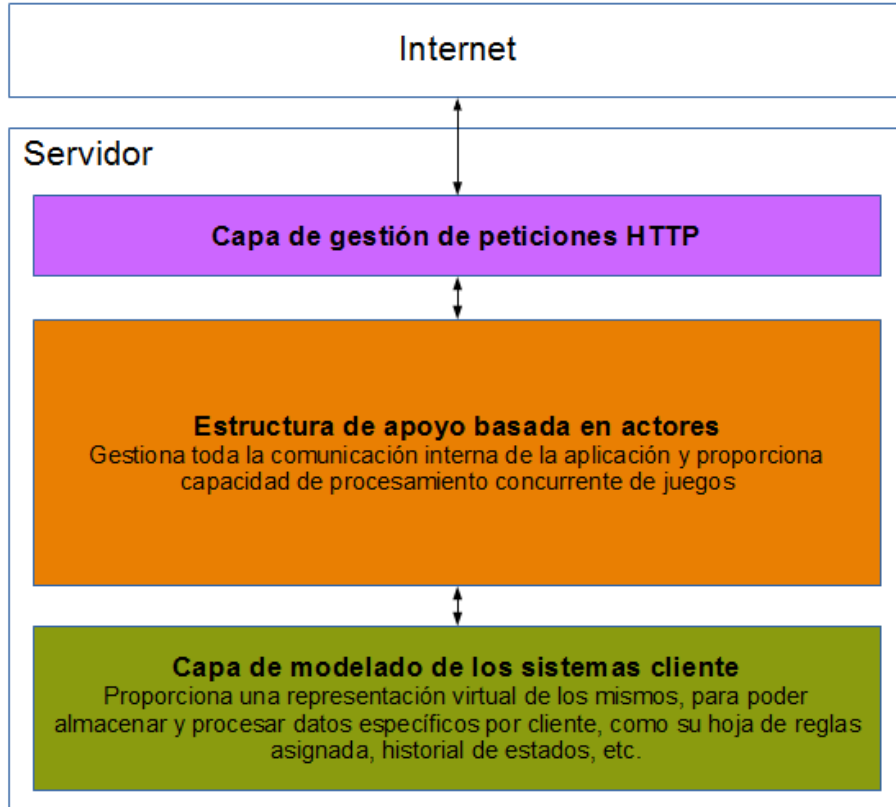 Internet
Servidor
Capa de gestión de peticiones HTTP
Estructura de apoyo basada en actores
Gestiona toda la comunicación interna de la aplicación y proporciona
capacidad de procesamiento concurrente de juegos
Capa de modelado de los sistemas cliente
Proporciona una representación virtual de los mismos, para poder
almacenar y procesar datos específicos por cliente, como su hoja de reglas
asignada, historial de estados, etc.